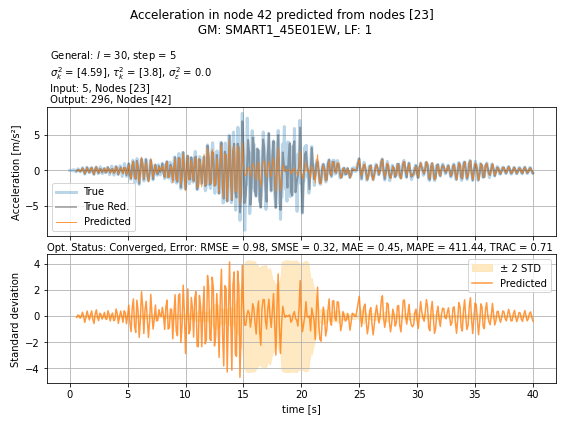 Acceleration in node 42 predicted from nodes [23]
GM: SMART1_45E01EW, LF: 1
General: l = 30, step = 5
σ²ₖ = [4.59], τ²ₖ = [3.8], σ²ₑ = 0.0
Input: 5, Nodes [23]
Output: 296, Nodes [42]
Acceleration [m/s²]
5
0
−5
True
True Red.
Predicted
Opt. Status: Converged, Error: RMSE = 0.98, SMSE = 0.32, MAE = 0.45, MAPE = 411.44, TRAC = 0.71
Standard deviation
4
2
0
−2
−4
± 2 STD
Predicted
0 5 10 15 20 25 30 35 40
time [s]